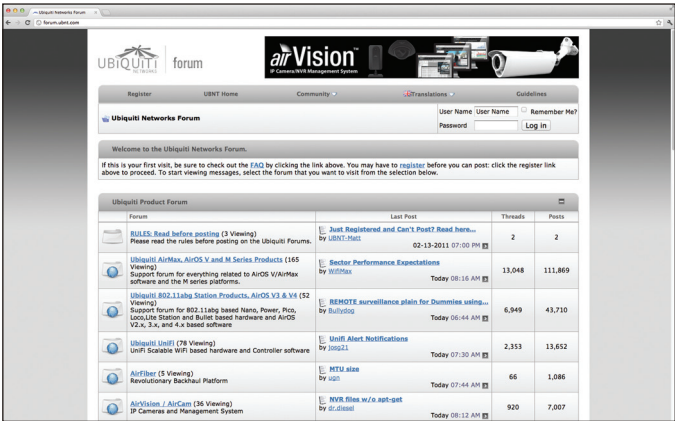 Ubiquiti Networks Forum
forum.ubnt.com
UBiQUiTi
NETWORKS
forum
airVision™
IP Camera/NVR Management System
Register
UBNT Home
Community
Translations
Guidelines
Ubiquiti Networks Forum
User Name User Name Remember Me?
Password Log in
Welcome to the Ubiquiti Networks Forum.
If this is your first visit, be sure to check out the FAQ by clicking the link above. You may have to register before you can post: click the register link
above to proceed. To start viewing messages, select the forum that you want to visit from the selection below.
Ubiquiti Product Forum
Forum Last Post Threads Posts
RULES: Read before posting (3 Viewing)
Please read the rules before posting on the Ubiquiti Forums.
Just Registered and Can't Post? Read here...
by UBNT-Matt
02-13-2011 07:00 PM
2
2
Ubiquiti AirMax, AirOS V and M Series Products (165
Viewing)
Support forum for everything related to AirOS V/AirMax
software and the M series platforms.
Sector Performance Expectations
by WifiMax
Today 08:16 AM
13,048
111,869
Ubiquiti 802.11abg Station Products, AirOS V3 & V4 (52
Viewing)
Support forum for 802.11abg based Nano, Power, Pico,
Loco,Lite Station and Bullet based hardware and AirOS
V2.x, 3.x, and 4.x based software
REMOTE surveillance plain for Dummies using...
by Bullydog
Today 06:44 AM
6,949
43,710
Ubiquiti UniFi (78 Viewing)
UniFi Scalable WiFi based hardware and Controller software
Unifi Alert Notifications
by josg21
Today 07:30 AM
2,353
13,652
AirFiber (5 Viewing)
Revolutionary Backhaul Platform
MTU size
by ugn
Today 07:44 AM
66
1,086
AirVision / AirCam (36 Viewing)
IP Cameras and Management System
NVR files w/o apt-get
by dr.diesel
Today 08:12 AM
920
7,007